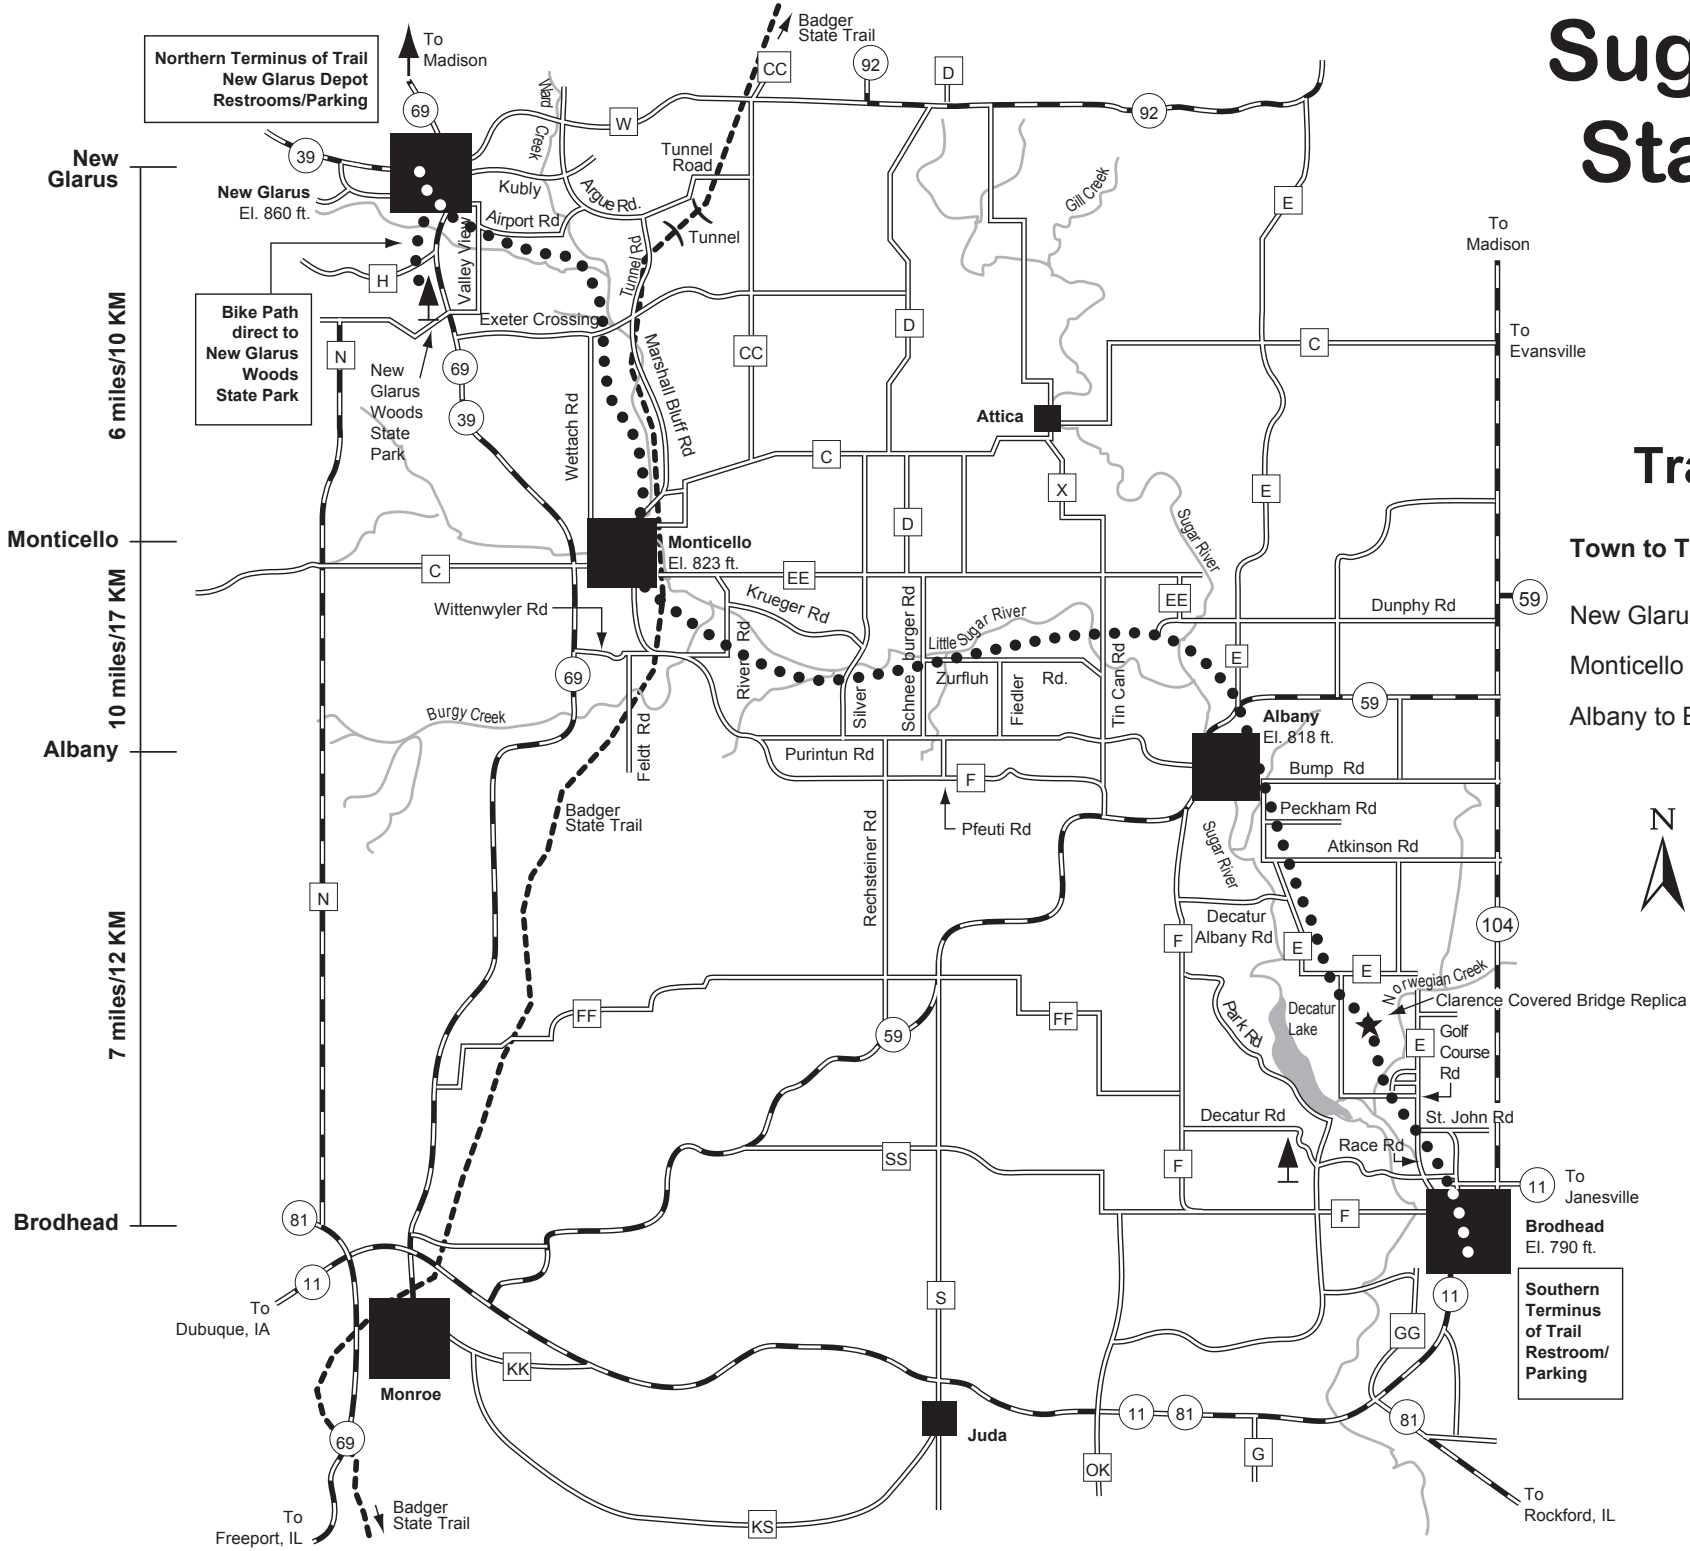 Sug
Sta
Tra
Town to T
New Glaru
Monticello
Albany to B
N
Northern Terminus of Trail
New Glarus Depot
Restrooms/Parking
To
Madison
Badger
State Trail
New
Glarus
6 miles/10 KM
Monticello
10 miles/17 KM
Albany
7 miles/12 KM
Brodhead
New Glarus
El. 860 ft.
Bike Path
direct to
New Glarus
Woods
State Park
New
Glarus
Woods
State
Park
69
39
H
N
69
39
W
CC
92
D
92
Ward
Creek
Kubly
Argue Rd.
Airport Rd
Valley View
Tunnel
Road
Tunnel
Tunnel Rd
Exeter Crossing
Marshall Bluff Rd
Wettach Rd
CC
D
Gill Creek
E
To
Madison
C
To
Evansville
Attica
C
X
E
D
Sugar River
Monticello
El. 823 ft.
C
EE
EE
Dunphy Rd
59
Wittenwyler Rd
Krueger Rd
River Rd
Little Sugar River
Schnee burger Rd
Zurfluh
Rd.
Fiedler
Silver
Tin Can Rd
E
69
Burgy Creek
Feldt Rd
Purintun Rd
F
Pfeuti Rd
Albany
El. 818 ft.
59
Bump Rd
Peckham Rd
Atkinson Rd
Badger
State Trail
Rechsteiner Rd
Sugar River
N
Decatur
Albany Rd
F
E
E
104
Norwegian Creek
Clarence Covered Bridge Replica
Decatur
Lake
Park Rd
FF
FF
59
E
Golf
Course
Rd
St. John Rd
Decatur Rd
Race Rd
SS
F
F
11
To
Janesville
Brodhead
El. 790 ft.
Southern
Terminus
of Trail
Restroom/
Parking
81
11
To
Dubuque, IA
Monroe
KK
S
11
GG
Juda
11
81
81
G
OK
KS
69
To
Freeport, IL
Badger
State Trail
To
Rockford, IL